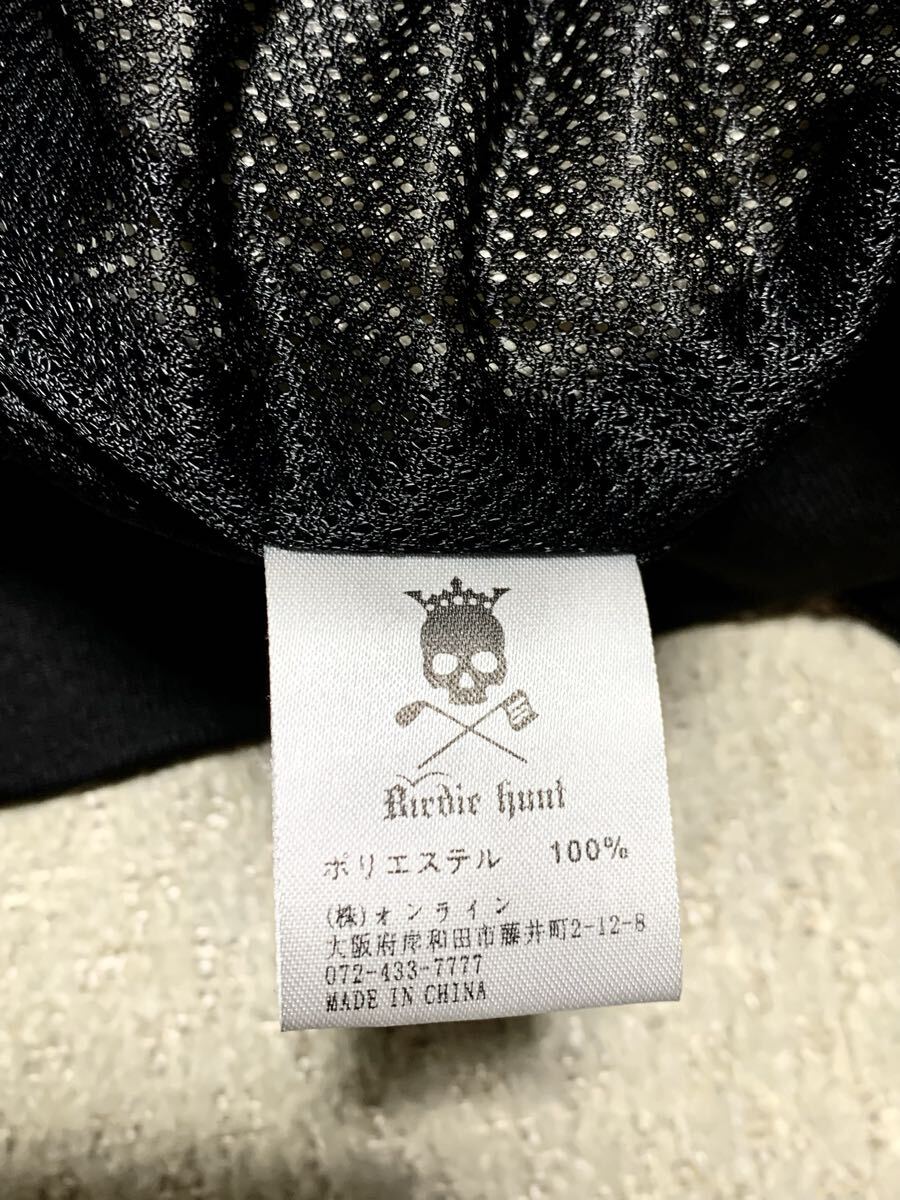 Birdie hunt
ポリエステル 100%
(株)オンライン
大阪府岸和田市藤井町2-12-8
072-433-7777
MADE IN CHINA